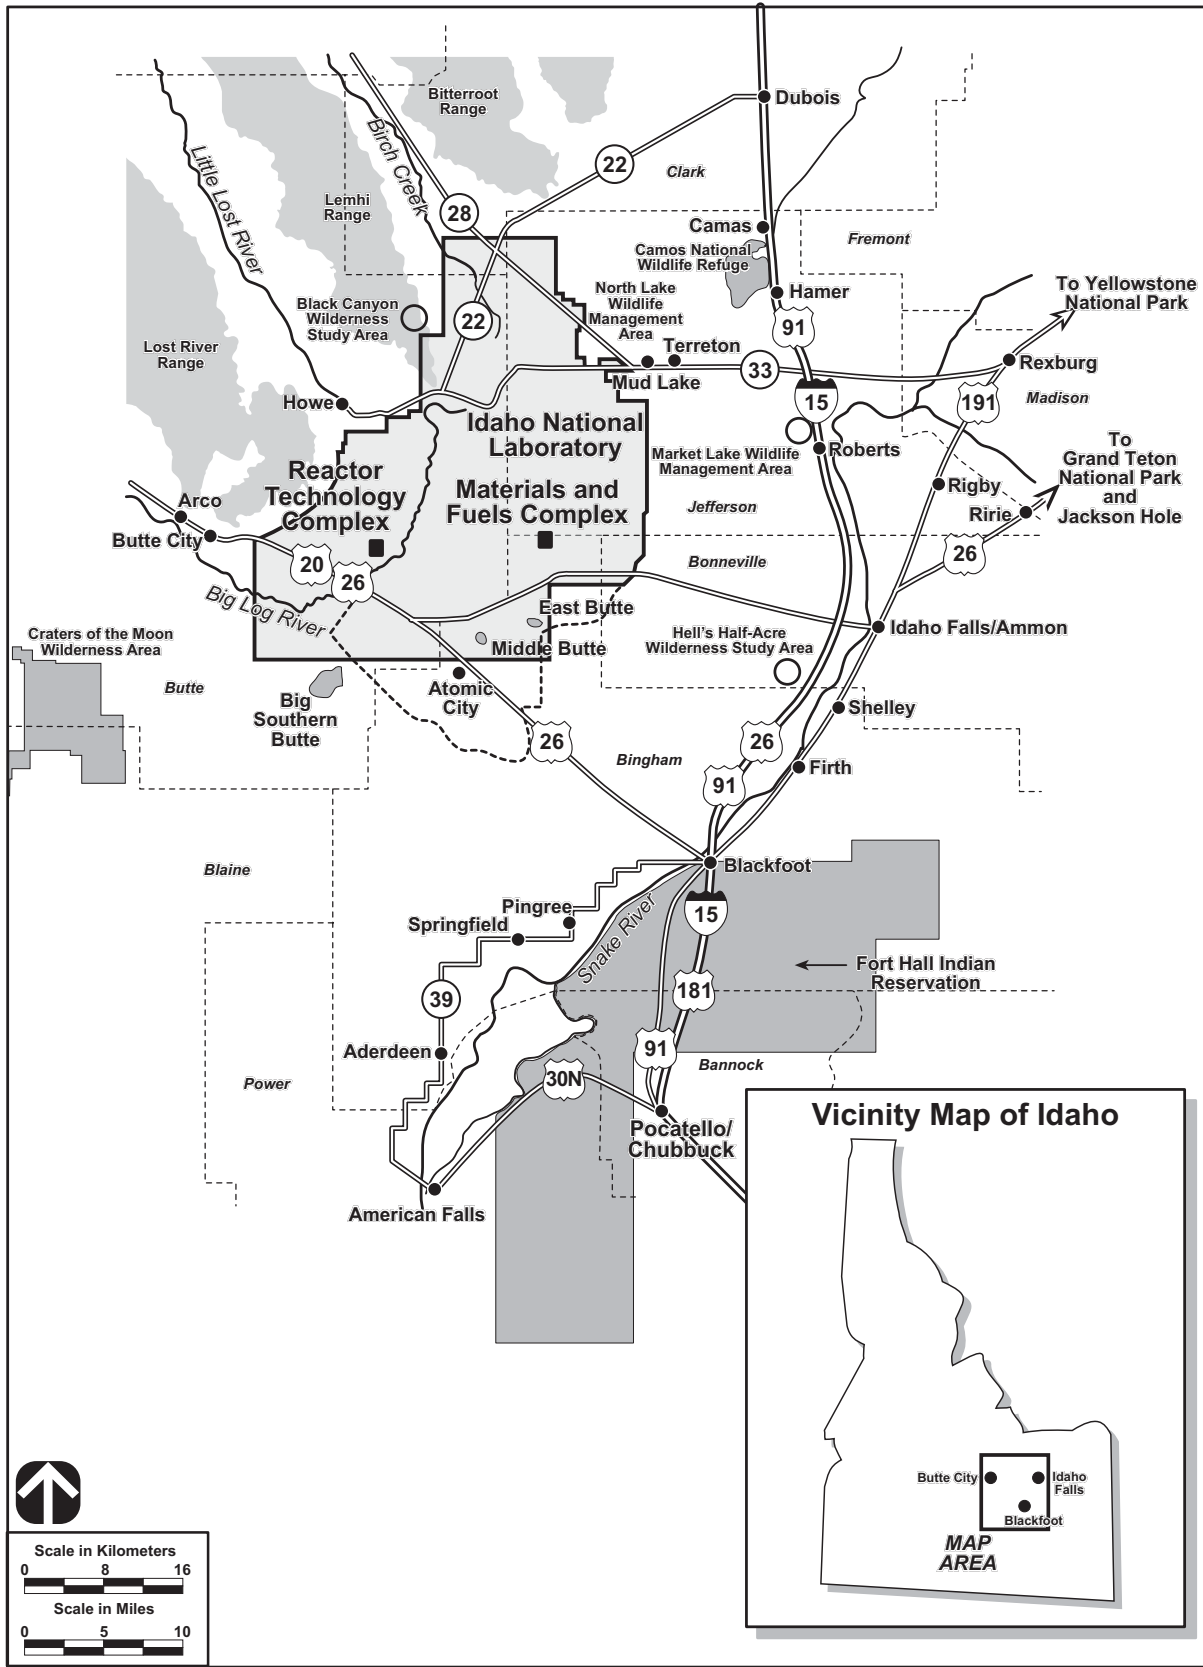 Bitterroot
Range
Dubois
Little Lost River
Birch Creek
22
Clark
Lemhi
Range
28
Camas
Camos National
Wildlife Refuge
Fremont
To Yellowstone
National Park
Black Canyon
Wilderness
Study Area
22
North Lake
Wildlife
Management
Area
Hamer
91
Lost River
Range
Terreton
Mud Lake
33
Rexburg
Howe
15
191
Madison
Idaho National
Laboratory
Market Lake Wildlife
Management Area
Roberts
To
Grand Teton
National Park
and
Jackson Hole
Reactor
Technology
Complex
Materials and
Fuels Complex
Rigby
Ririe
Arco
Butte City
Jefferson
20
26
Bonneville
26
Big Log River
East Butte
Middle Butte
Hell's Half-Acre
Wilderness Study Area
Idaho Falls/Ammon
Craters of the Moon
Wilderness Area
Butte
Big
Southern
Butte
Atomic
City
Shelley
26
26
Bingham
91
Firth
Blaine
Blackfoot
Pingree
Springfield
15
Snake River
Fort Hall Indian
Reservation
39
181
Aderdeen
91
Bannock
Power
30N
Pocatello/
Chubbuck
American Falls
Vicinity Map of Idaho
Butte City
Idaho
Falls
Blackfoot
MAP
AREA
Scale in Kilometers
0 8 16
Scale in Miles
0 5 10